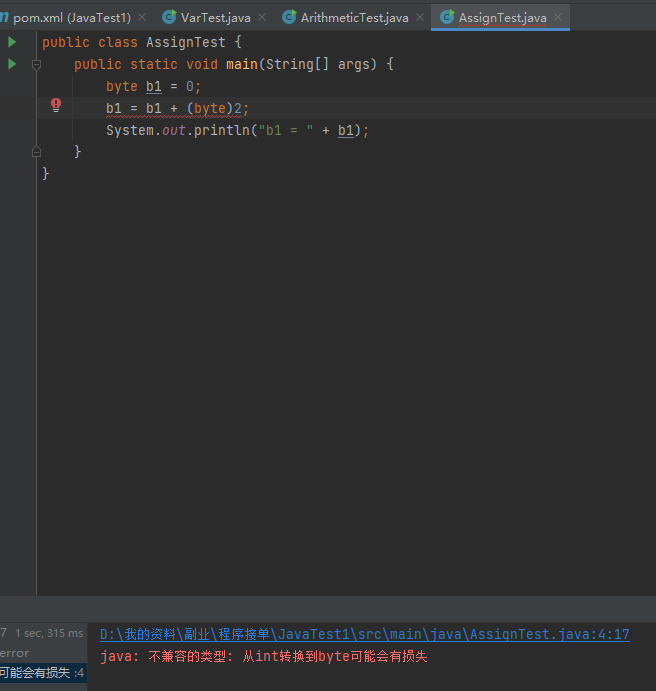 pom.xml (JavaTest1) × VarTest.java × ArithmeticTest.java × AssignTest.java ×
public class AssignTest {
public static void main(String[] args) {
byte b1 = 0;
b1 = b1 + (byte)2;
System.out.println("b1 = " + b1);
}
}
7 1 sec, 315 ms
D:\我的资料\副业\程序接单\JavaTest1\src\main\java\AssignTest.java:4:17
error
java: 不兼容的类型: 从int转换到byte可能会有损失
可能会有损失 :4